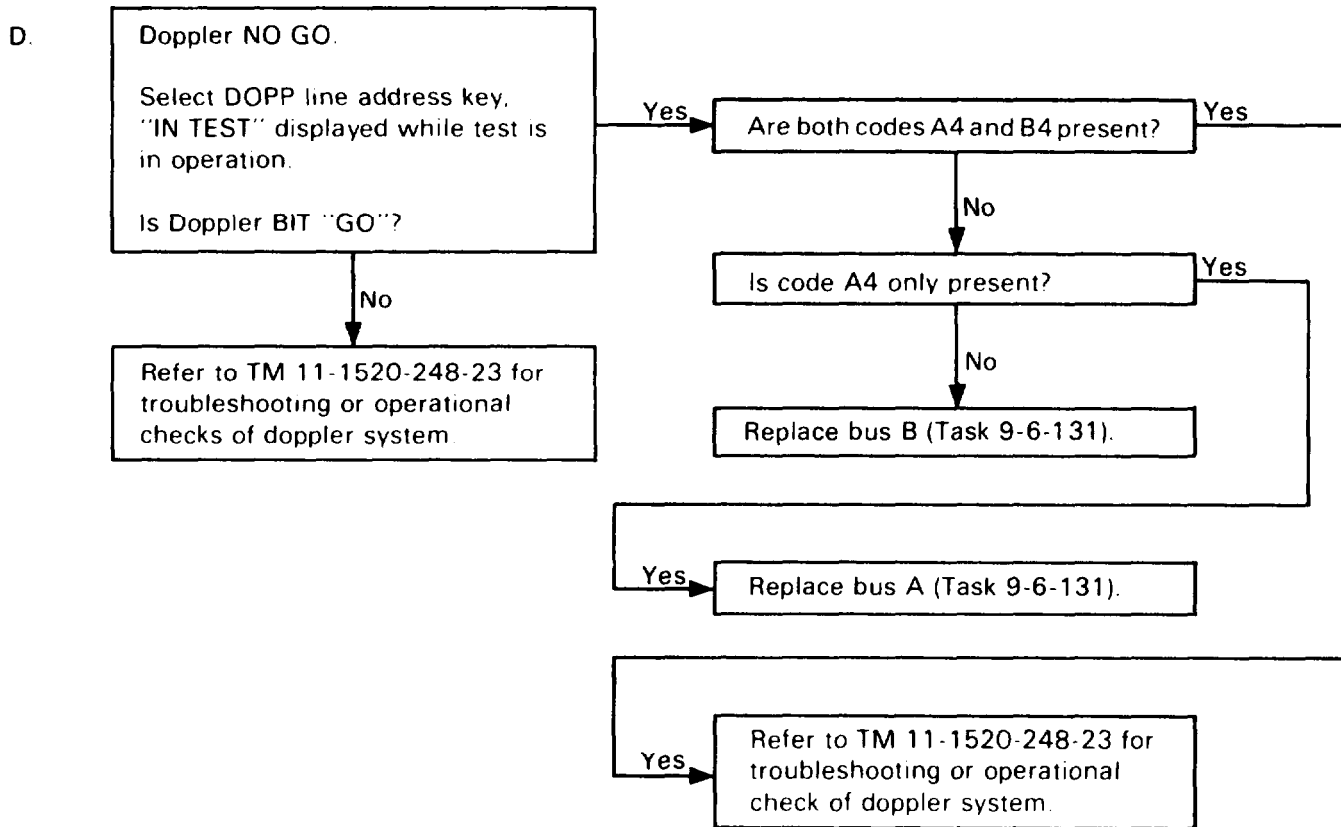 D.
Doppler NO GO.
Select DOPP line address key,
"IN TEST" displayed while test is
in operation.
Is Doppler BIT "GO"?
Yes
Are both codes A4 and B4 present?
Yes
No
Is code A4 only present?
Yes
No
Refer to TM 11-1520-248-23 for
troubleshooting or operational
checks of doppler system.
No
Replace bus B (Task 9-6-131).
Yes
Replace bus A (Task 9-6-131).
Yes
Refer to TM 11-1520-248-23 for
troubleshooting or operational
check of doppler system.